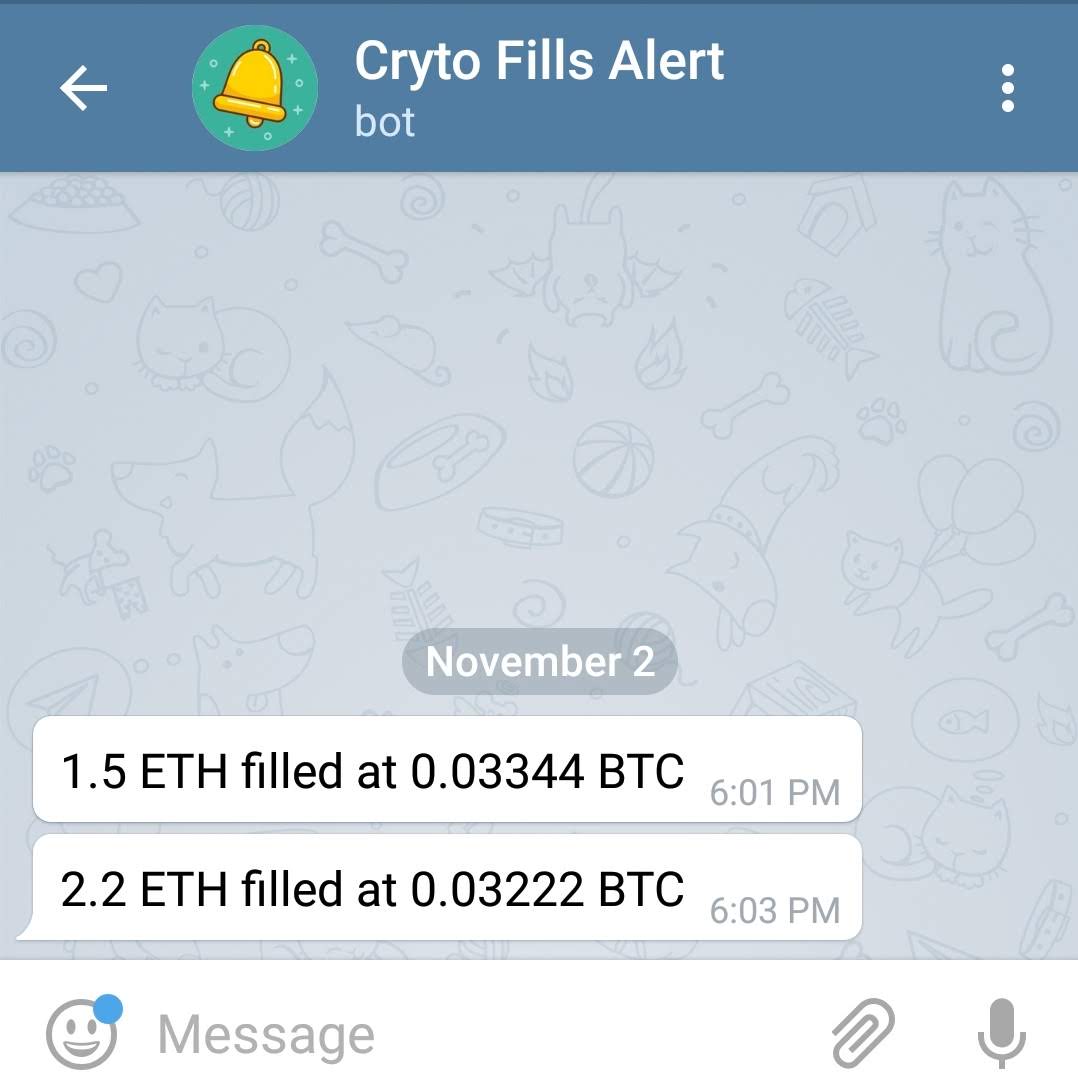 Cryto Fills Alert
bot
November 2
1.5 ETH filled at 0.03344 BTC 6:01 PM
2.2 ETH filled at 0.03222 BTC 6:03 PM
Message